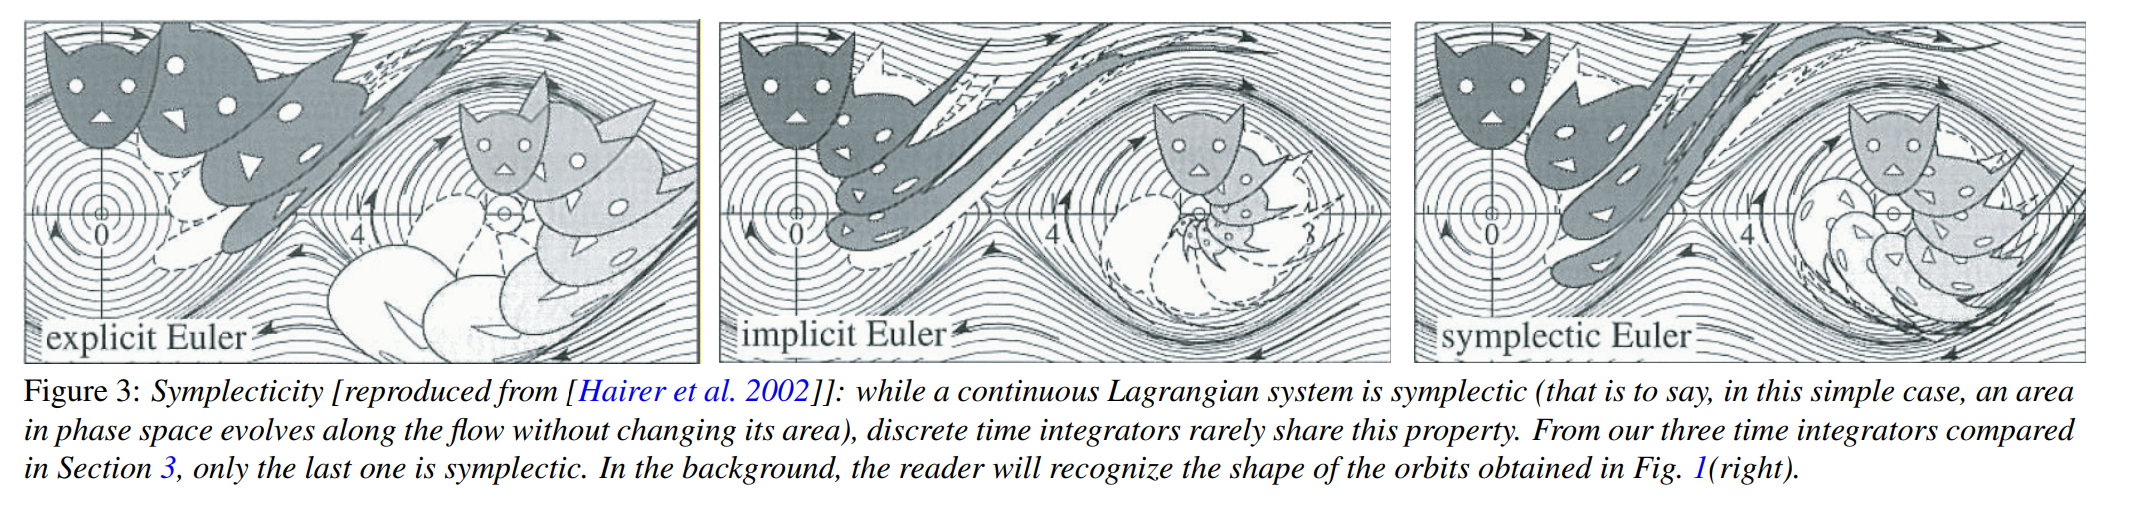 0
4
explicit Euler
0
4
3
implicit Euler
0
4
symplectic Euler
Figure 3: Symplecticity [reproduced from [Hairer et al. 2002]]: while a continuous Lagrangian system is symplectic (that is to say, in this simple case, an area
in phase space evolves along the flow without changing its area), discrete time integrators rarely share this property. From our three time integrators compared
in Section 3, only the last one is symplectic. In the background, the reader will recognize the shape of the orbits obtained in Fig. 1(right).